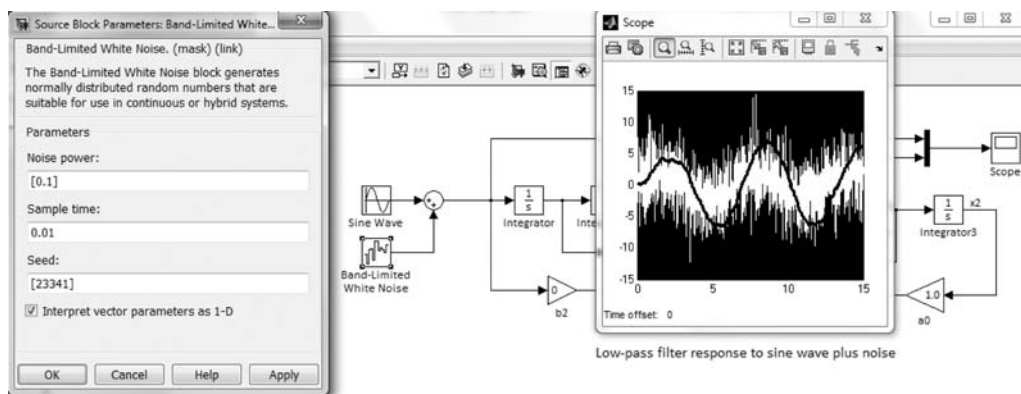 Source Block Parameters: Band-Limited White...
Band-Limited White Noise. (mask) (link)
The Band-Limited White Noise block generates
normally distributed random numbers that are
suitable for use in continuous or hybrid systems.
Parameters
Noise power:
[0.1]
Sample time:
0.01
Seed:
[23341]
Interpret vector parameters as 1-D
OK
Cancel
Help
Apply
Sine Wave
Band-Limited
White Noise
1
s
Integrator
Inte
0
b2
Scope
15
10
5
0
-5
-10
-15
0
5
10
15
Time offset: 0
Scope
1
s
x2
Integrator3
1.0
a0
Low-pass filter response to sine wave plus noise